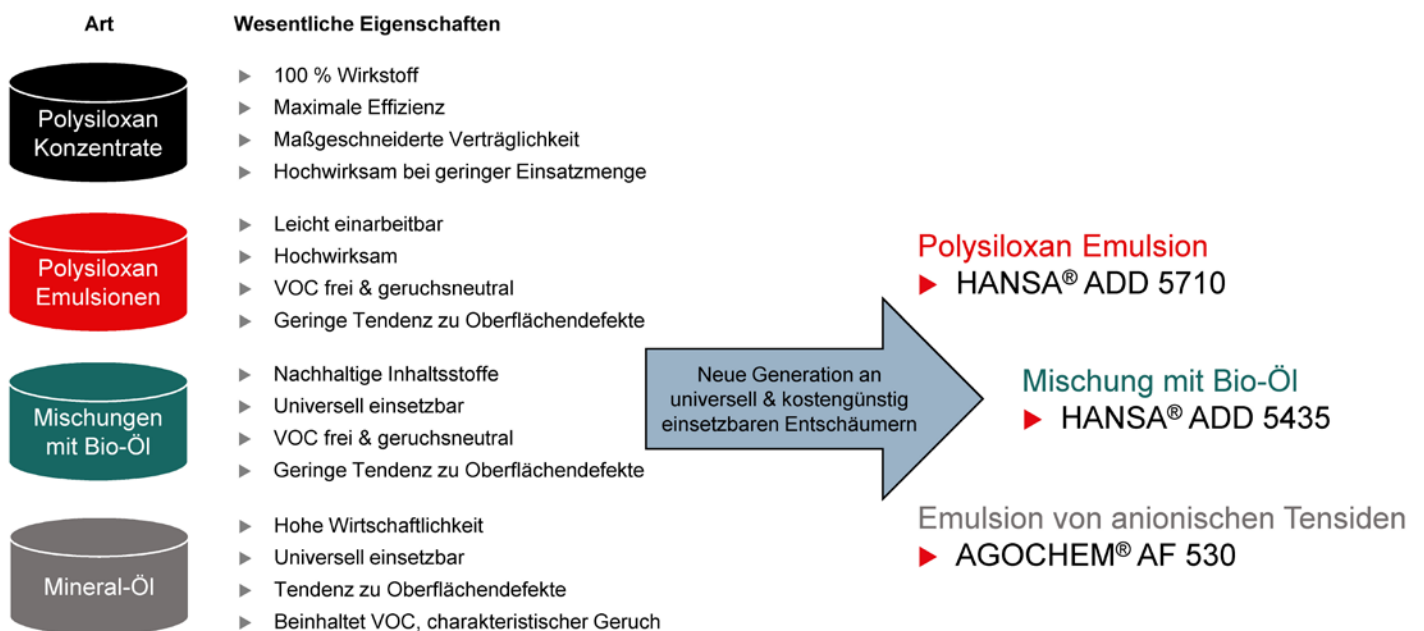 Art
Wesentliche Eigenschaften
Polysiloxan
Konzentrate
100 % Wirkstoff
Maximale Effizienz
Maßgeschneiderte Verträglichkeit
Hochwirksam bei geringer Einsatzmenge
Polysiloxan
Emulsionen
Leicht einarbeitbar
Hochwirksam
VOC frei & geruchsneutral
Geringe Tendenz zu Oberflächendefekte
Mischungen
mit Bio-Öl
Nachhaltige Inhaltsstoffe
Universell einsetzbar
VOC frei & geruchsneutral
Geringe Tendenz zu Oberflächendefekte
Mineral-Öl
Hohe Wirtschaftlichkeit
Universell einsetzbar
Tendenz zu Oberflächendefekte
Beinhaltet VOC, charakteristischer Geruch
Neue Generation an
universell & kostengünstig
einsetzbaren Entschäumern
Polysiloxan Emulsion
HANSA® ADD 5710
Mischung mit Bio-Öl
HANSA® ADD 5435
Emulsion von anionischen Tensiden
AGOCHEM® AF 530